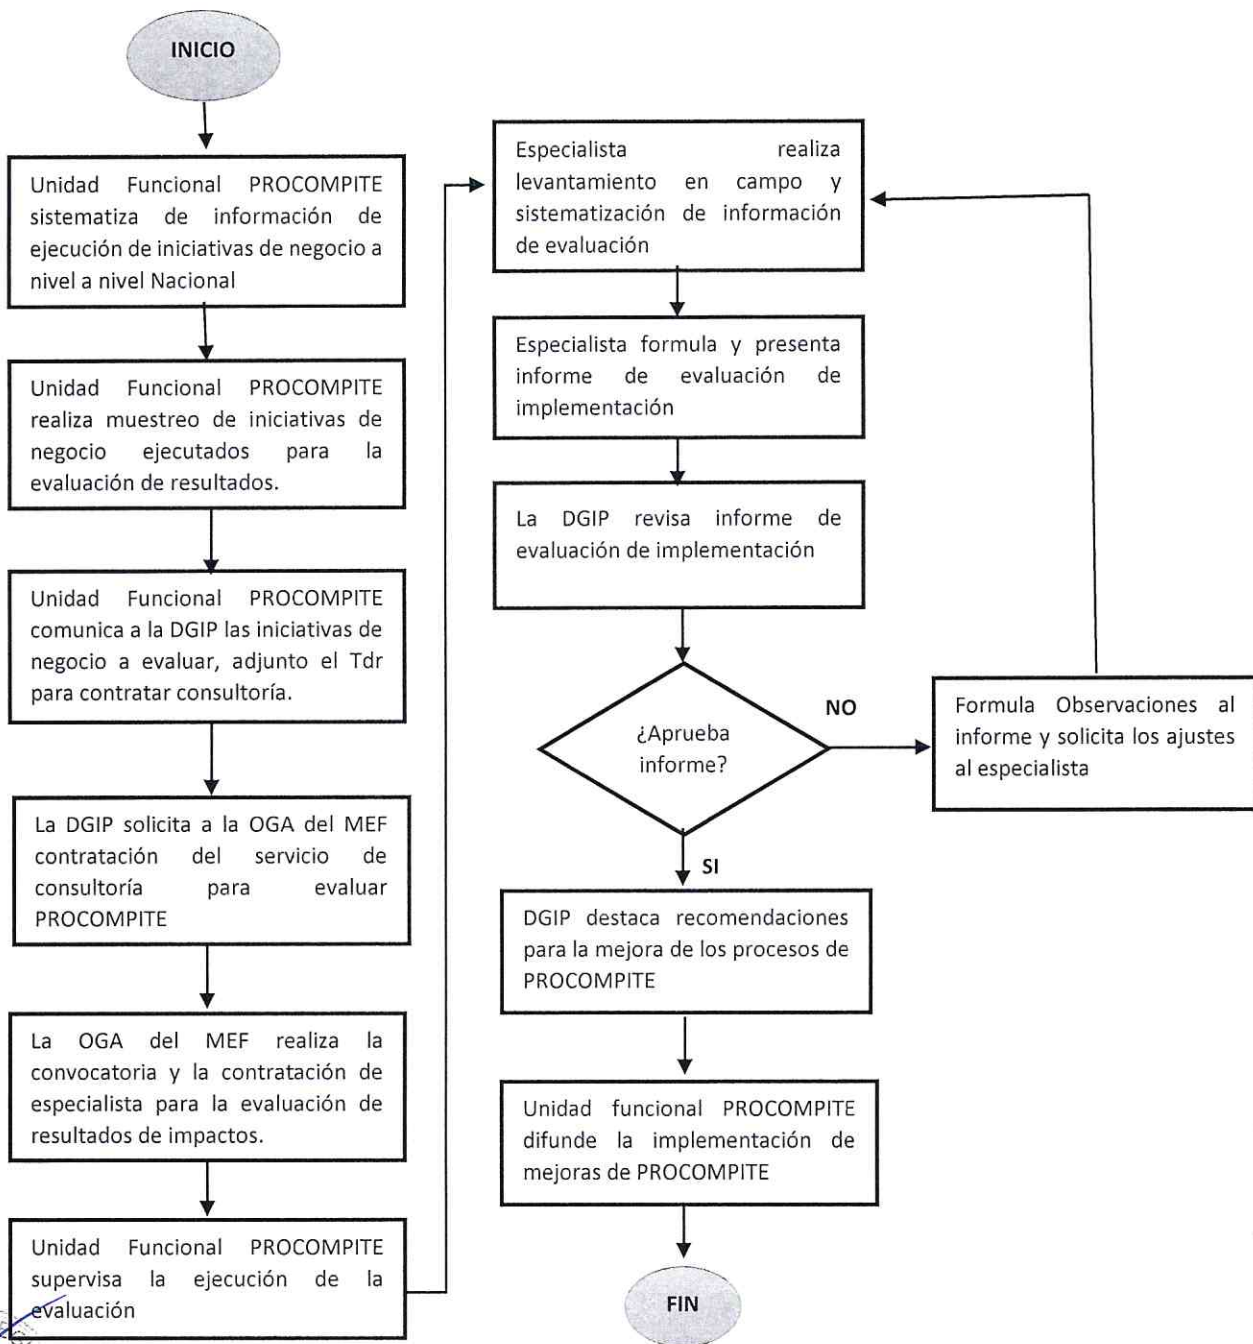 INICIO
Unidad Funcional PROCOMPITE
sistematiza de información de
ejecución de iniciativas de negocio a
nivel a nivel Nacional
Unidad Funcional PROCOMPITE
realiza muestreo de iniciativas de
negocio ejecutados para la
evaluación de resultados.
Unidad Funcional PROCOMPITE
comunica a la DGIP las iniciativas de
negocio a evaluar, adjunto el Tdr
para contratar consultoría.
La DGIP solicita a la OGA del MEF
contratación del servicio de
consultoría para evaluar
PROCOMPITE
La OGA del MEF realiza la
convocatoria y la contratación de
especialista para la evaluación de
resultados de impactos.
Unidad Funcional PROCOMPITE
supervisa la ejecución de la
evaluación
Especialista realiza
levantamiento en campo y
sistematización de información
de evaluación
Especialista formula y presenta
informe de evaluación de
implementación
La DGIP revisa informe de
evaluación de implementación
¿Aprueba
informe?
NO
Formula Observaciones al
informe y solicita los ajustes
al especialista
SI
DGIP destaca recomendaciones
para la mejora de los procesos de
PROCOMPITE
Unidad funcional PROCOMPITE
difunde la implementación de
mejoras de PROCOMPITE
FIN